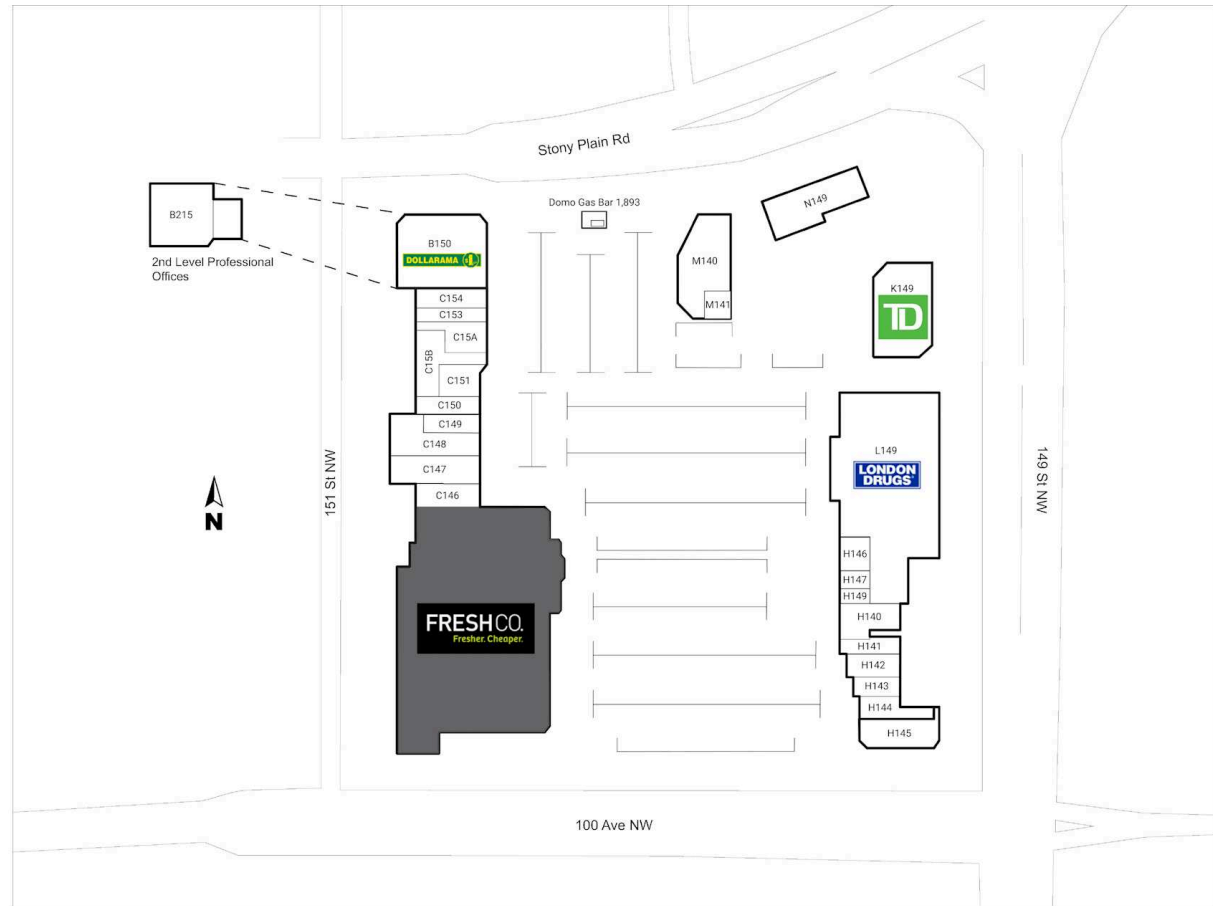 Stony Plain Rd
Domo Gas Bar 1,893
N149
B215
2nd Level Professional
Offices
B150
DOLLARAMA
M140
M141
K149
TD
C154
C153
C15A
C15B
C151
C150
C149
C148
C147
C146
L149
LONDON
DRUGS
151 St NW
149 St NW
N
FRESHCO.
Fresher. Cheaper.
H146
H147
H149
H140
H141
H142
H143
H144
H145
100 Ave NW